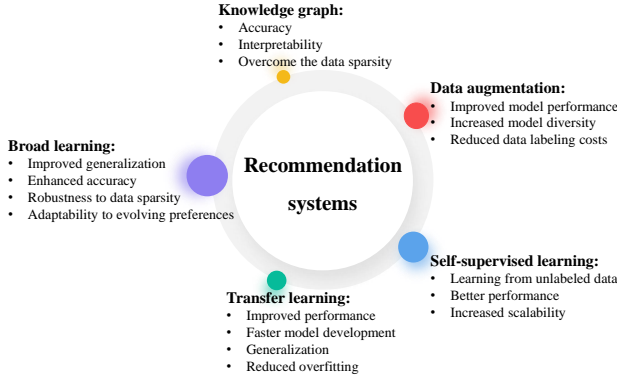 Knowledge graph:
• Accuracy
• Interpretability
• Overcome the data sparsity
Data augmentation:
• Improved model performance
• Increased model diversity
• Reduced data labeling costs
Broad learning:
• Improved generalization
• Enhanced accuracy
• Robustness to data sparsity
• Adaptability to evolving preferences
Recommendation
systems
Self-supervised learning:
• Learning from unlabeled data
• Better performance
• Increased scalability
Transfer learning:
• Improved performance
• Faster model development
• Generalization
• Reduced overfitting